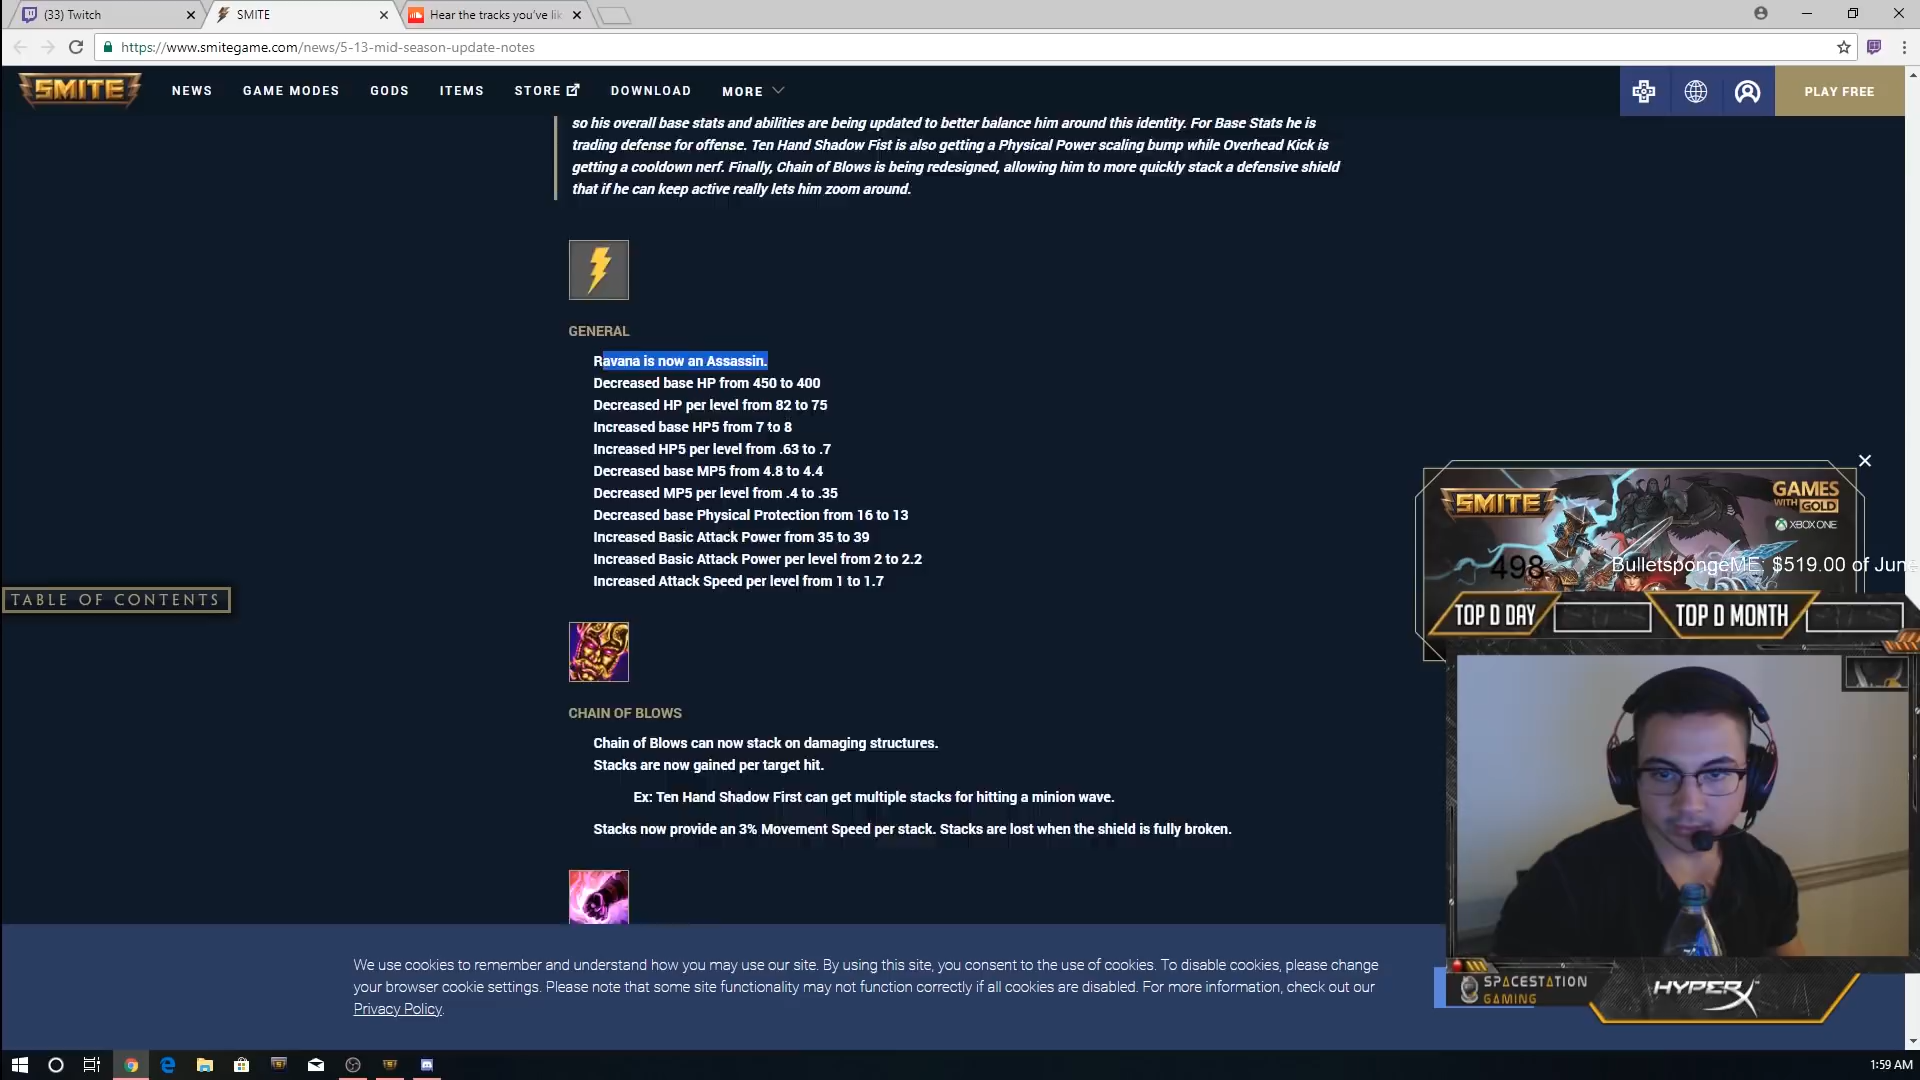 (33) Twitch
SMITE
Hear the tracks you've lik
https://www.smitegame.com/news/5-13-mid-season-update-notes
SMITE
NEWS
GAME MODES
GODS
ITEMS
STORE
DOWNLOAD
MORE
PLAY FREE
so his overall base stats and abilities are being updated to better balance him around this identity. For Base Stats he is
trading defense for offense. Ten Hand Shadow Fist is also getting a Physical Power scaling bump while Overhead Kick is
getting a cooldown nerf. Finally, Chain of Blows is being redesigned, allowing him to more quickly stack a defensive shield
that if he can keep active really lets him zoom around.
GENERAL
Ravana is now an Assassin.
Decreased base HP from 450 to 400
Decreased HP per level from 82 to 75
Increased base HP5 from 7 to 8
Increased HP5 per level from .63 to .7
Decreased base MP5 from 4.8 to 4.4
Decreased MP5 per level from .4 to .35
Decreased base Physical Protection from 16 to 13
Increased Basic Attack Power from 35 to 39
Increased Basic Attack Power per level from 2 to 2.2
Increased Attack Speed per level from 1 to 1.7
TABLE OF CONTENTS
SMITE
GAMES
WITH GOLD
XBOX ONE
498
BulletspongeME: $519.00 of June
TOP D DAY
TOP D MONTH
CHAIN OF BLOWS
Chain of Blows can now stack on damaging structures.
Stacks are now gained per target hit.
Ex: Ten Hand Shadow First can get multiple stacks for hitting a minion wave.
Stacks now provide an 3% Movement Speed per stack. Stacks are lost when the shield is fully broken.
We use cookies to remember and understand how you may use our site. By using this site, you consent to the use of cookies. To disable cookies, please change
your browser cookie settings. Please note that some site functionality may not function correctly if all cookies are disabled. For more information, check out our
Privacy Policy.
SPACESTATION
GAMING
HYPERX
1:59 AM